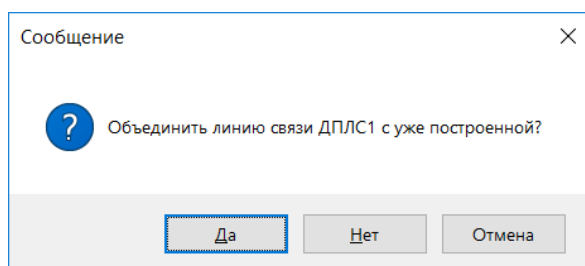 Сообщение
Объединить линию связи ДПЛС1 с уже построенной?
Да Нет Отмена